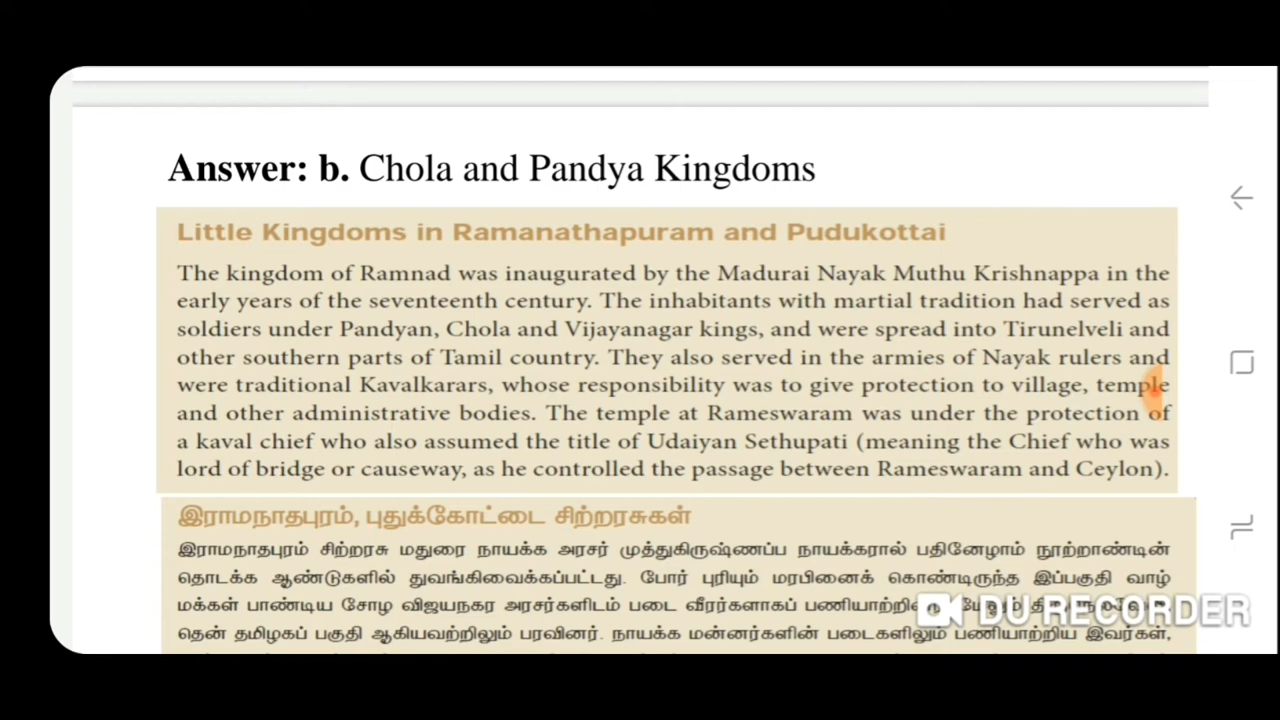 Answer: b. Chola and Pandya Kingdoms
Little Kingdoms in Ramanathapuram and Pudukottai
The kingdom of Ramnad was inaugurated by the Madurai Nayak Muthu Krishnappa in the
early years of the seventeenth century. The inhabitants with martial tradition had served as
soldiers under Pandyan, Chola and Vijayanagar kings, and were spread into Tirunelveli and
other southern parts of Tamil country. They also served in the armies of Nayak rulers and
were traditional Kavalkarars, whose responsibility was to give protection to village, temple
and other administrative bodies. The temple at Rameswaram was under the protection of
a kaval chief who also assumed the title of Udaiyan Sethupati (meaning the Chief who was
lord of bridge or causeway, as he controlled the passage between Rameswaram and Ceylon).
இராமநாதபுரம், புதுக்கோட்டை சிற்றரசுகள்
இராமநாதபுரம் சிற்றரசு மதுரை நாயக்க அரசர் முத்துகிருஷ்ணப்ப நாயக்கரால் பதினேழாம் நூற்றாண்டின்
தொடக்க ஆண்டுகளில் துவங்கிவைக்கப்பட்டது. போர் புரியும் மரபினைக் கொண்டிருந்த இப்பகுதி வாழ்
மக்கள் பாண்டிய சோழ விஜயநகர அரசர்களிடம் படை வீரர்களாகப்
தென் தமிழகப் பகுதி ஆகியவற்றிலும் பரவினர். நாயக்க மன்னர்களின் படைகளிலும் பணியாற்றிய இவர்கள்,
DU RECORDER